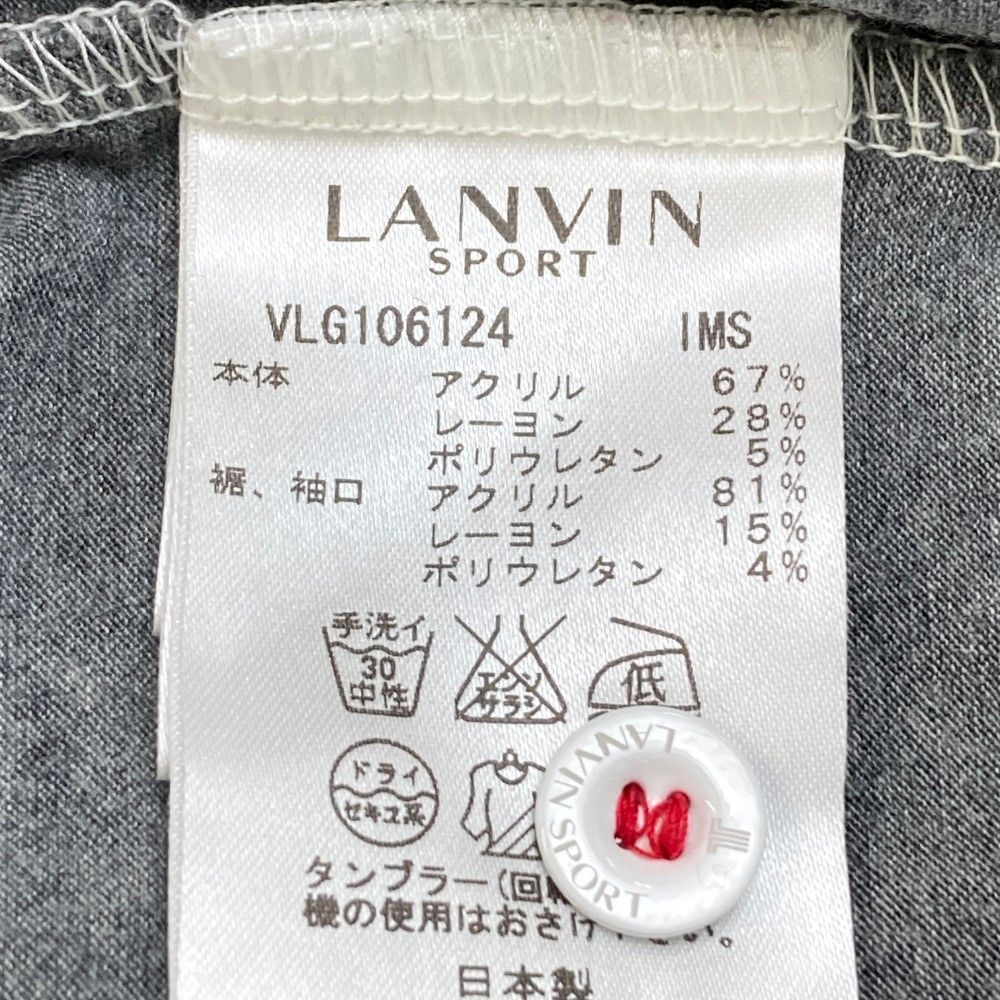 LANVIN
SPORT
VLG106124 IMS
本体 アクリル 67%
レーヨン 28%
ポリウレタン 5%
裾、袖口 アクリル 81%
レーヨン 15%
ポリウレタン 4%
手洗イ
30
中性
エンソ
サラシ
低
ドライ
セキユ系
タンブラー(回
機の使用はおさけ
日本製
LANVIN SPORT